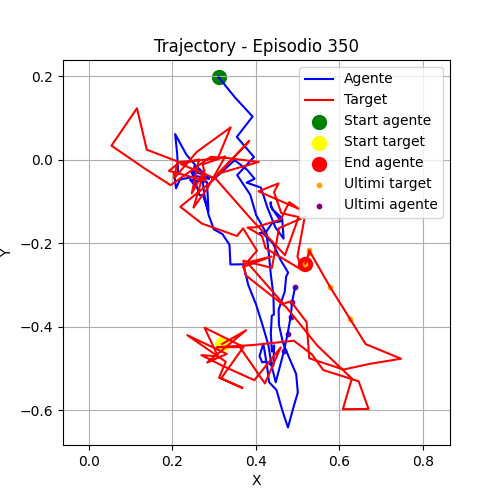 Trajectory - Episodio 350
Agente
Target
Start agente
Start target
End agente
Ultimi target
Ultimi agente
0.2
0.0
−0.2
−0.4
−0.6
Y
0.0 0.2 0.4 0.6 0.8
X